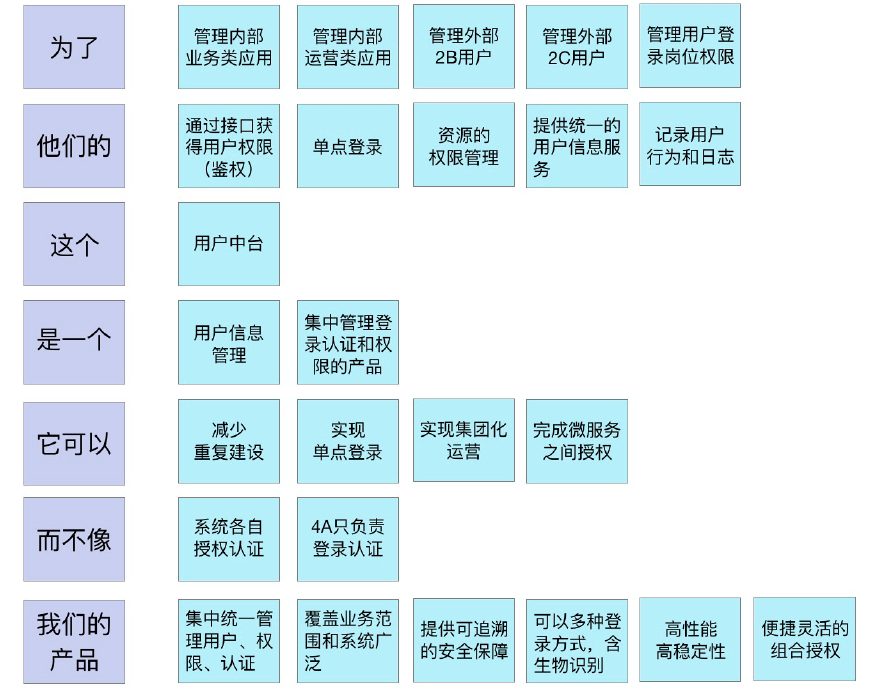 为了
管理内部
业务类应用
管理内部
运营类应用
管理外部
2B用户
管理外部
2C用户
管理用户登
录岗位权限
他们的
通过接口获
得用户权限
（鉴权）
单点登录
资源的
权限管理
提供统一的
用户信息服
务
记录用户
行为和日志
这个
用户中台
是一个
用户信息
管理
集中管理登
录认证和权
限的产品
它可以
减少
重复建设
实现
单点登录
实现集团化
运营
完成微服务
之间授权
而不像
系统各自
授权认证
4A只负责
登录认证
我们的
产品
集中统一管
理用户、权
限、认证
覆盖业务范
围和系统广
泛
提供可追溯
的安全保障
可以多种登
录方式，含
生物识别
高性能
高稳定性
便捷灵活的
组合授权